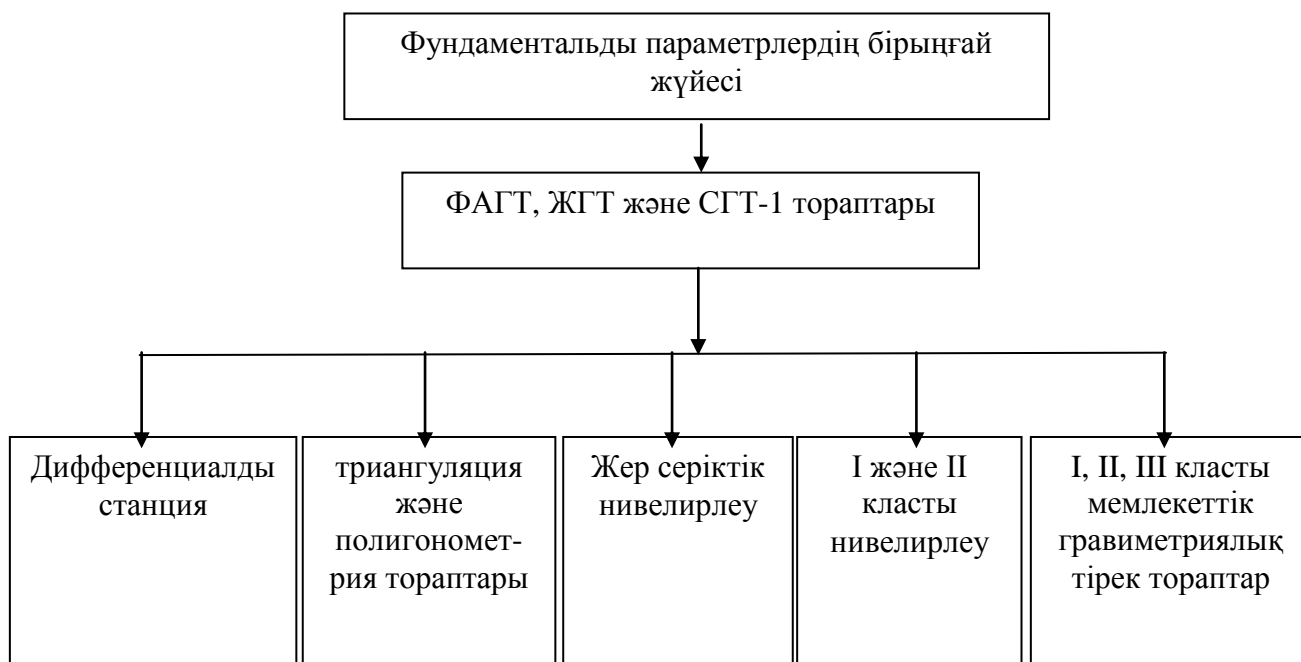 Фундаментальды параметрлердің бірыңғай
жүйесі
ФАГТ, ЖГТ және СГТ-1 тораптары
Дифференциалды
станция
триангуляция
және
полигономет-
рия тораптары
Жер серіктік
нивелирлеу
I және II
класты
нивелирлеу
I, II, III класты
мемлекеттік
гравиметриялық
тірек тораптар